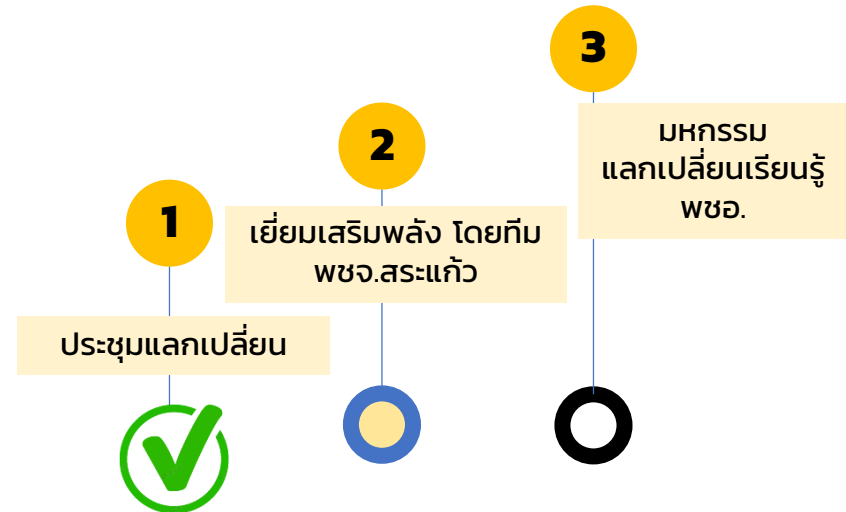 1
ประชุมแลกเปลี่ยน
2
เยี่ยมเสริมพลัง โดยทีม
พชจ.สระแก้ว
3
มหกรรม
แลกเปลี่ยนเรียนรู้
พชอ.